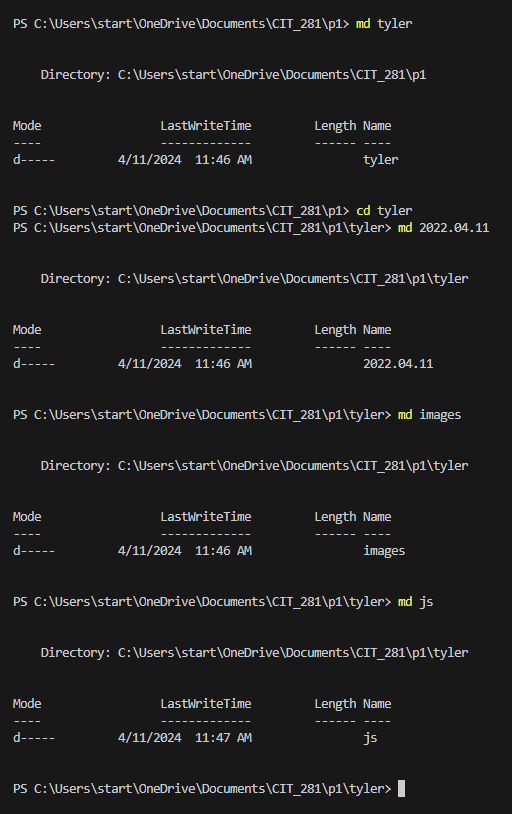 PS C:\Users\start\OneDrive\Documents\CIT_281\p1> md tyler
Directory: C:\Users\start\OneDrive\Documents\CIT_281\p1
Mode                 LastWriteTime         Length Name
----                 -------------         ------ ----
d-----         4/11/2024  11:46 AM                tyler
PS C:\Users\start\OneDrive\Documents\CIT_281\p1> cd tyler
PS C:\Users\start\OneDrive\Documents\CIT_281\p1\tyler> md 2022.04.11
Directory: C:\Users\start\OneDrive\Documents\CIT_281\p1\tyler
Mode                 LastWriteTime         Length Name
----                 -------------         ------ ----
d-----         4/11/2024  11:46 AM                2022.04.11
PS C:\Users\start\OneDrive\Documents\CIT_281\p1\tyler> md images
Directory: C:\Users\start\OneDrive\Documents\CIT_281\p1\tyler
Mode                 LastWriteTime         Length Name
----                 -------------         ------ ----
d-----         4/11/2024  11:46 AM                images
PS C:\Users\start\OneDrive\Documents\CIT_281\p1\tyler> md js
Directory: C:\Users\start\OneDrive\Documents\CIT_281\p1\tyler
Mode                 LastWriteTime         Length Name
----                 -------------         ------ ----
d-----         4/11/2024  11:47 AM                js
PS C:\Users\start\OneDrive\Documents\CIT_281\p1\tyler>